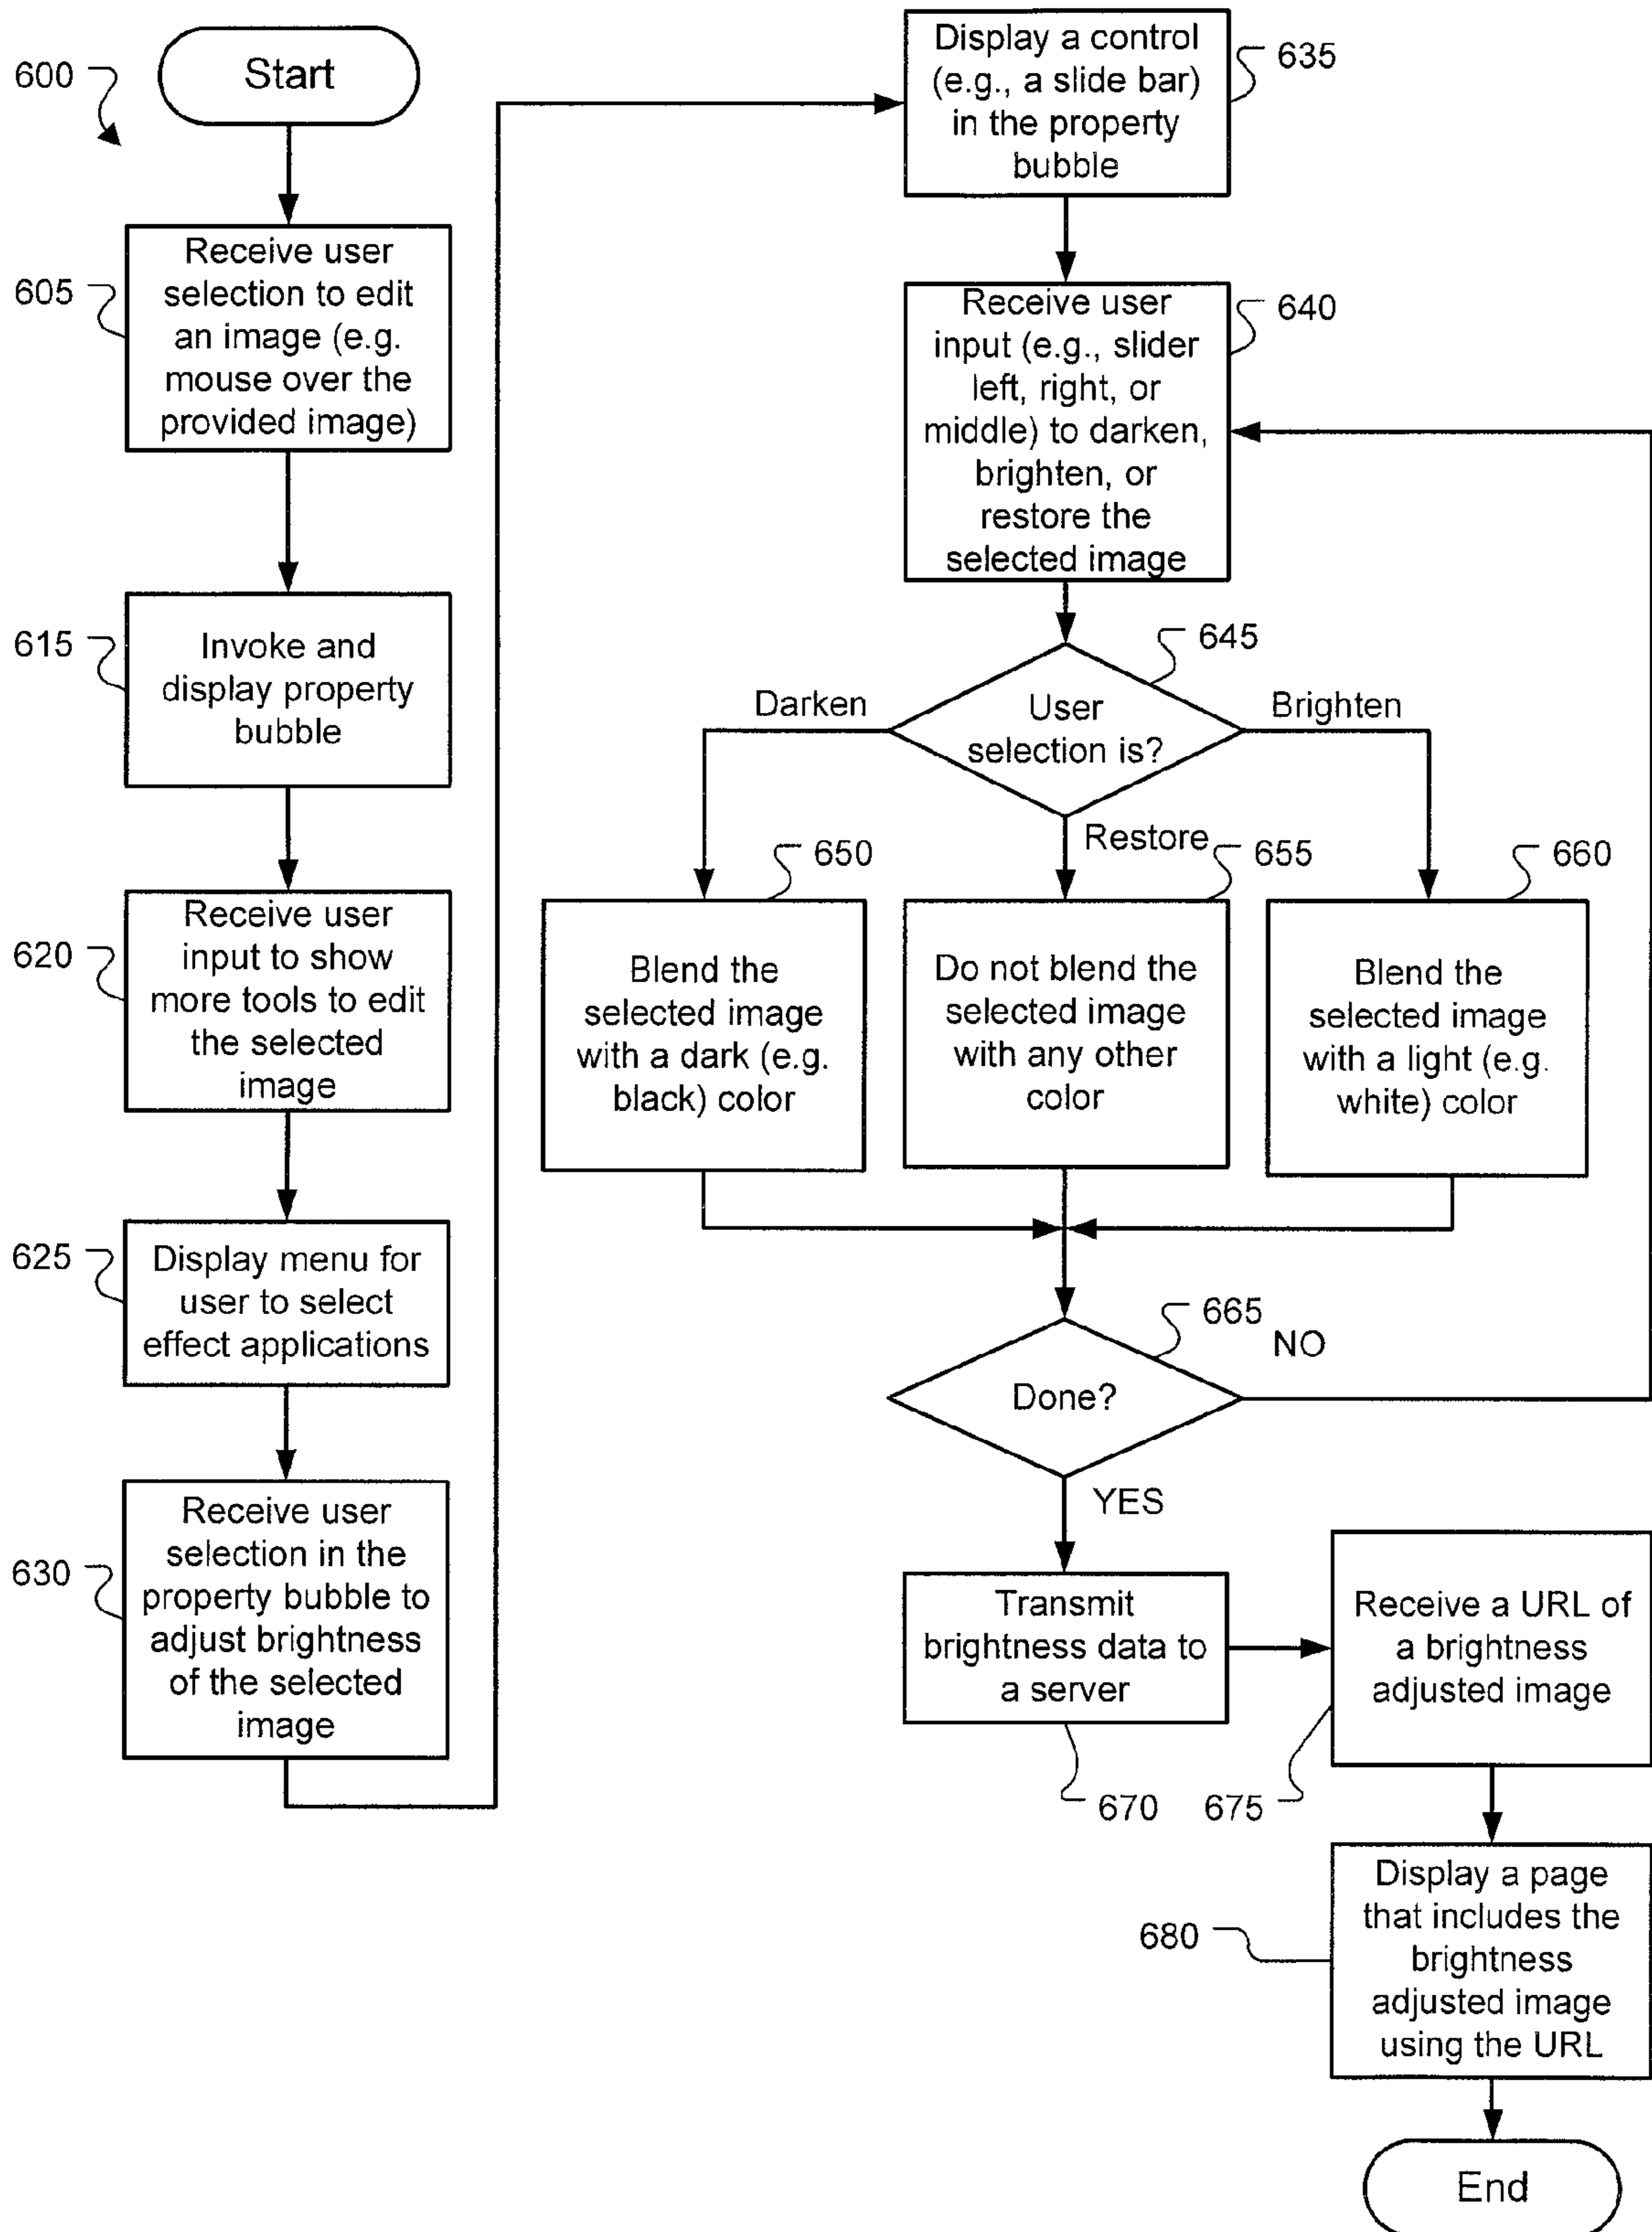 600
Start
605
Receive user
selection to edit
an image (e.g.
mouse over the
provided image)
615
Invoke and
display property
bubble
620
Receive user
input to show
more tools to edit
the selected
image
625
Display menu for
user to select
effect applications
630
Receive user
selection in the
property bubble to
adjust brightness
of the selected
image
Display a control
(e.g., a slide bar)
in the property
bubble
635
Receive user
input (e.g., slider
left, right, or
middle) to darken,
brighten, or
restore the
selected image
640
645
User
selection is?
Darken
Restore
Brighten
650
Blend the
selected image
with a dark (e.g.
black) color
655
Do not blend the
selected image
with any other
color
660
Blend the
selected image
with a light (e.g.
white) color
665
Done?
NO
YES
Transmit
brightness data to
a server
670
Receive a URL of
a brightness
adjusted image
675
680
Display a page
that includes the
brightness
adjusted image
using the URL
End